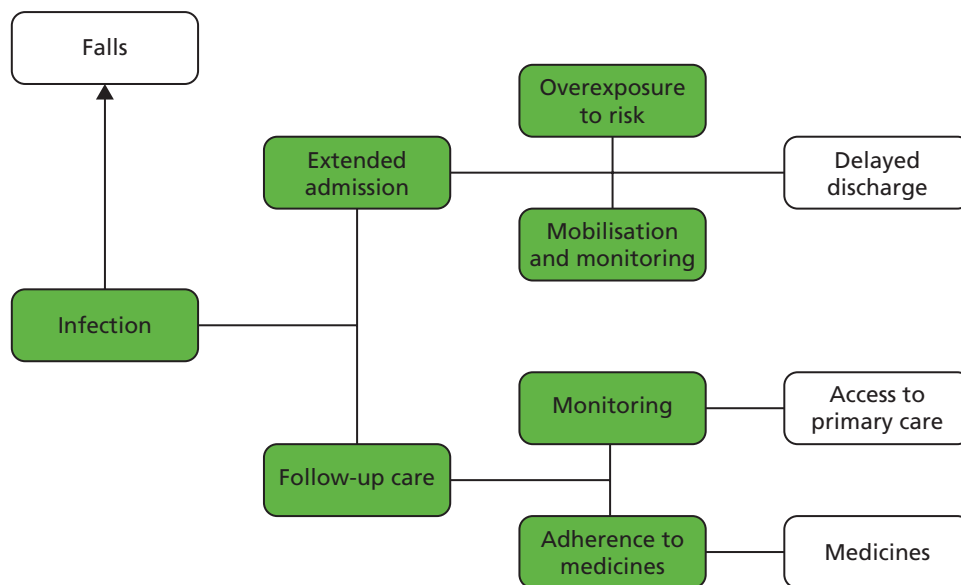 Falls
Overexposure
to risk
Extended
admission
Delayed
discharge
Mobilisation
and monitoring
Infection
Monitoring
Access to
primary care
Follow-up care
Adherence to
medicines
Medicines